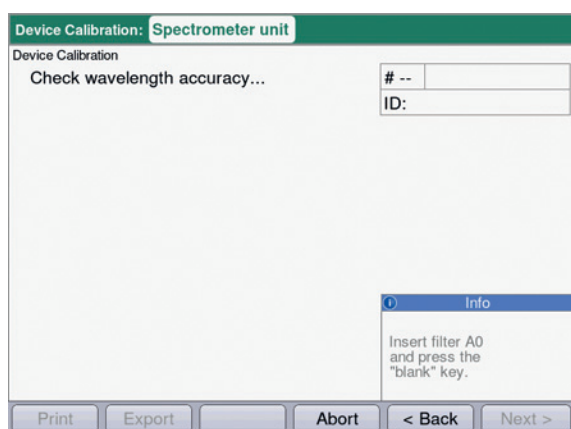 Device Calibration: Spectrometer unit
Device Calibration
Check wavelength accuracy...
# --
ID:
Info
Insert filter A0
and press the
"blank" key.
Print Export Abort < Back Next >